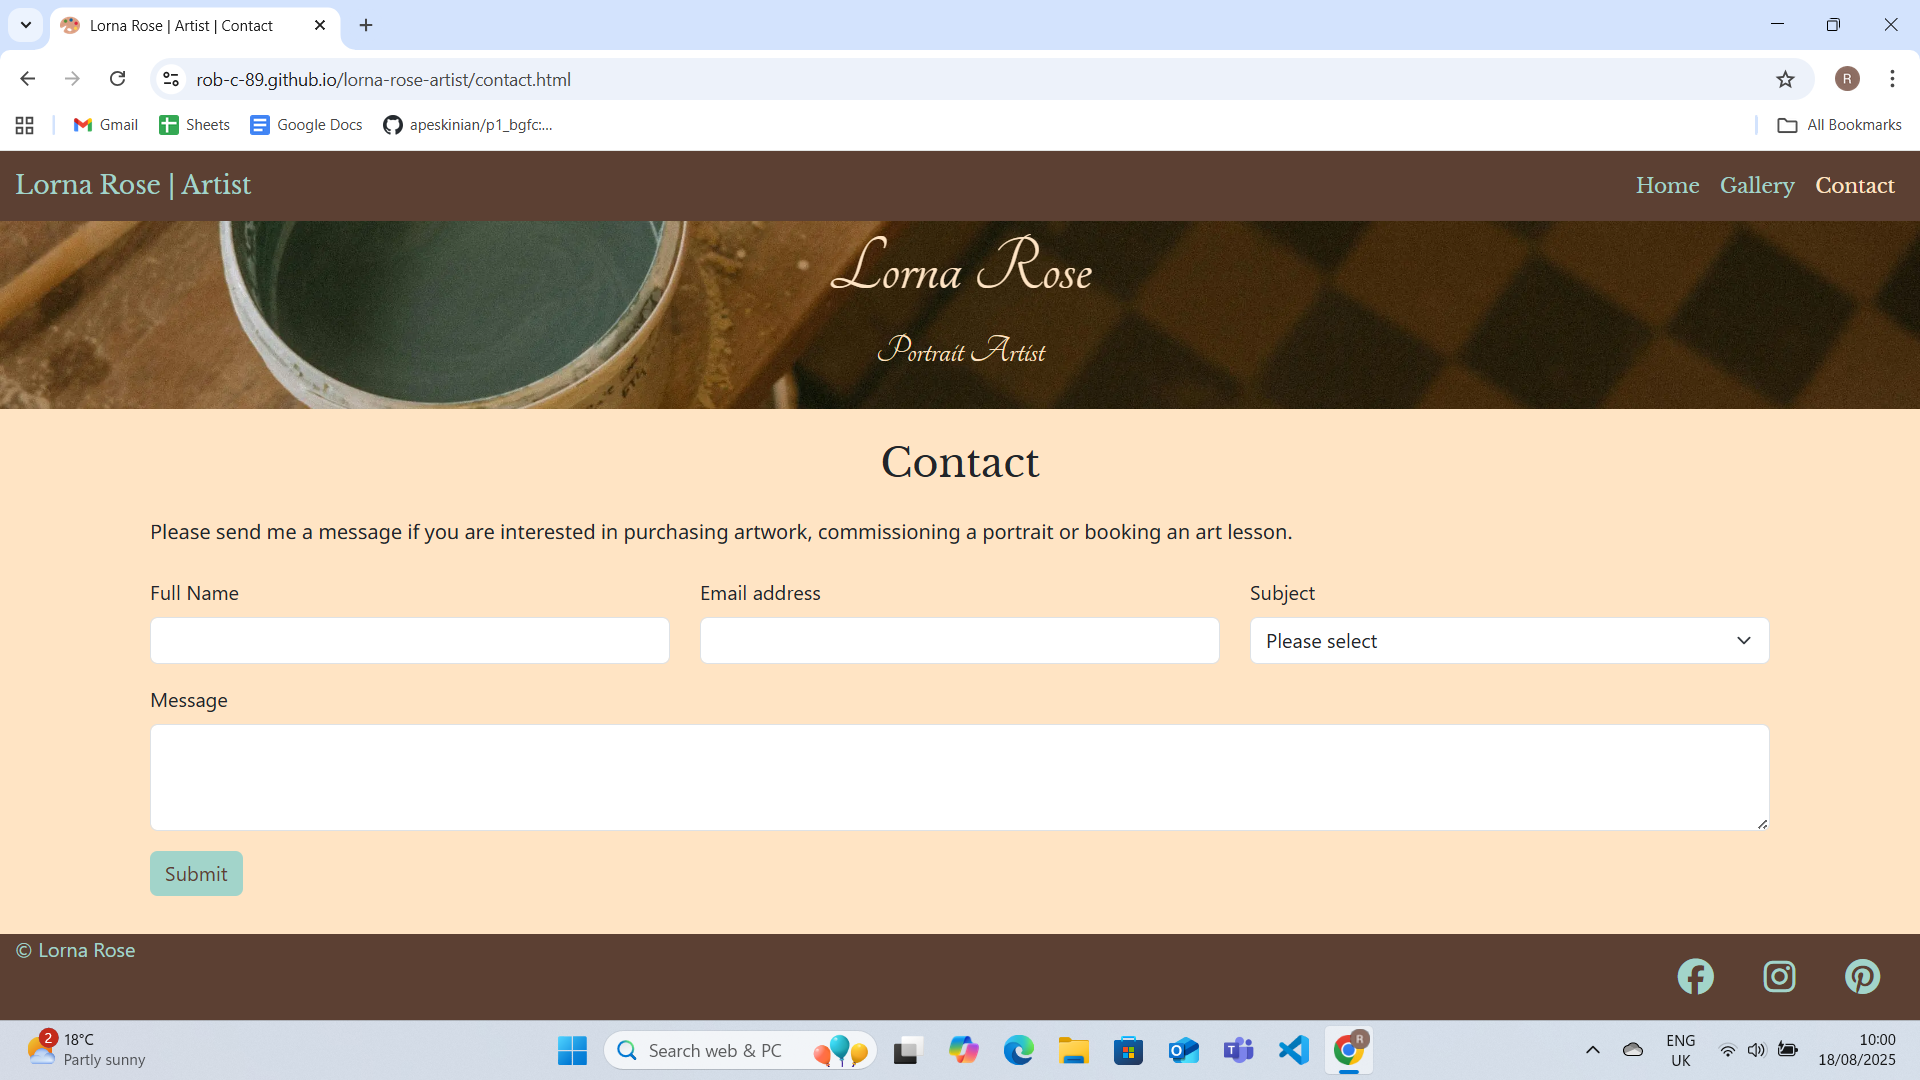 Lorna Rose | Artist | Contact
rob-c-89.github.io/lorna-rose-artist/contact.html
R
Gmail
Sheets
Google Docs
apeskinian/p1_bgfc:...
All Bookmarks
Lorna Rose | Artist
Home Gallery Contact
Lorna Rose
Portrait Artist
Contact
Please send me a message if you are interested in purchasing artwork, commissioning a portrait or booking an art lesson.
Full Name
Email address
Subject
Please select
Message
Submit
© Lorna Rose
2
18°C
Partly sunny
Search web & PC
R
ENG
UK
10:00
18/08/2025